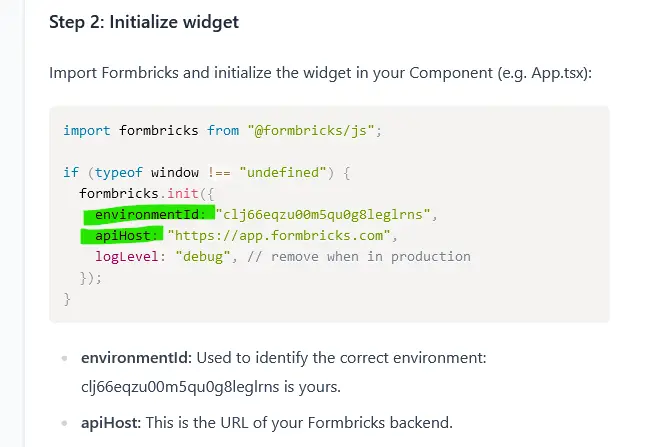 Step 2: Initialize widget
Import Formbricks and initialize the widget in your Component (e.g. App.tsx):
import formbricks from "@formbricks/js";
if (typeof window !== "undefined") {
formbricks.init({
environmentId: "clj66eqzu00m5qu0g8leglrns",
apiHost: "https://app.formbricks.com",
logLevel: "debug", // remove when in production
});
}
environmentId: Used to identify the correct environment:
clj66eqzu00m5qu0g8leglrns is yours.
apiHost: This is the URL of your Formbricks backend.